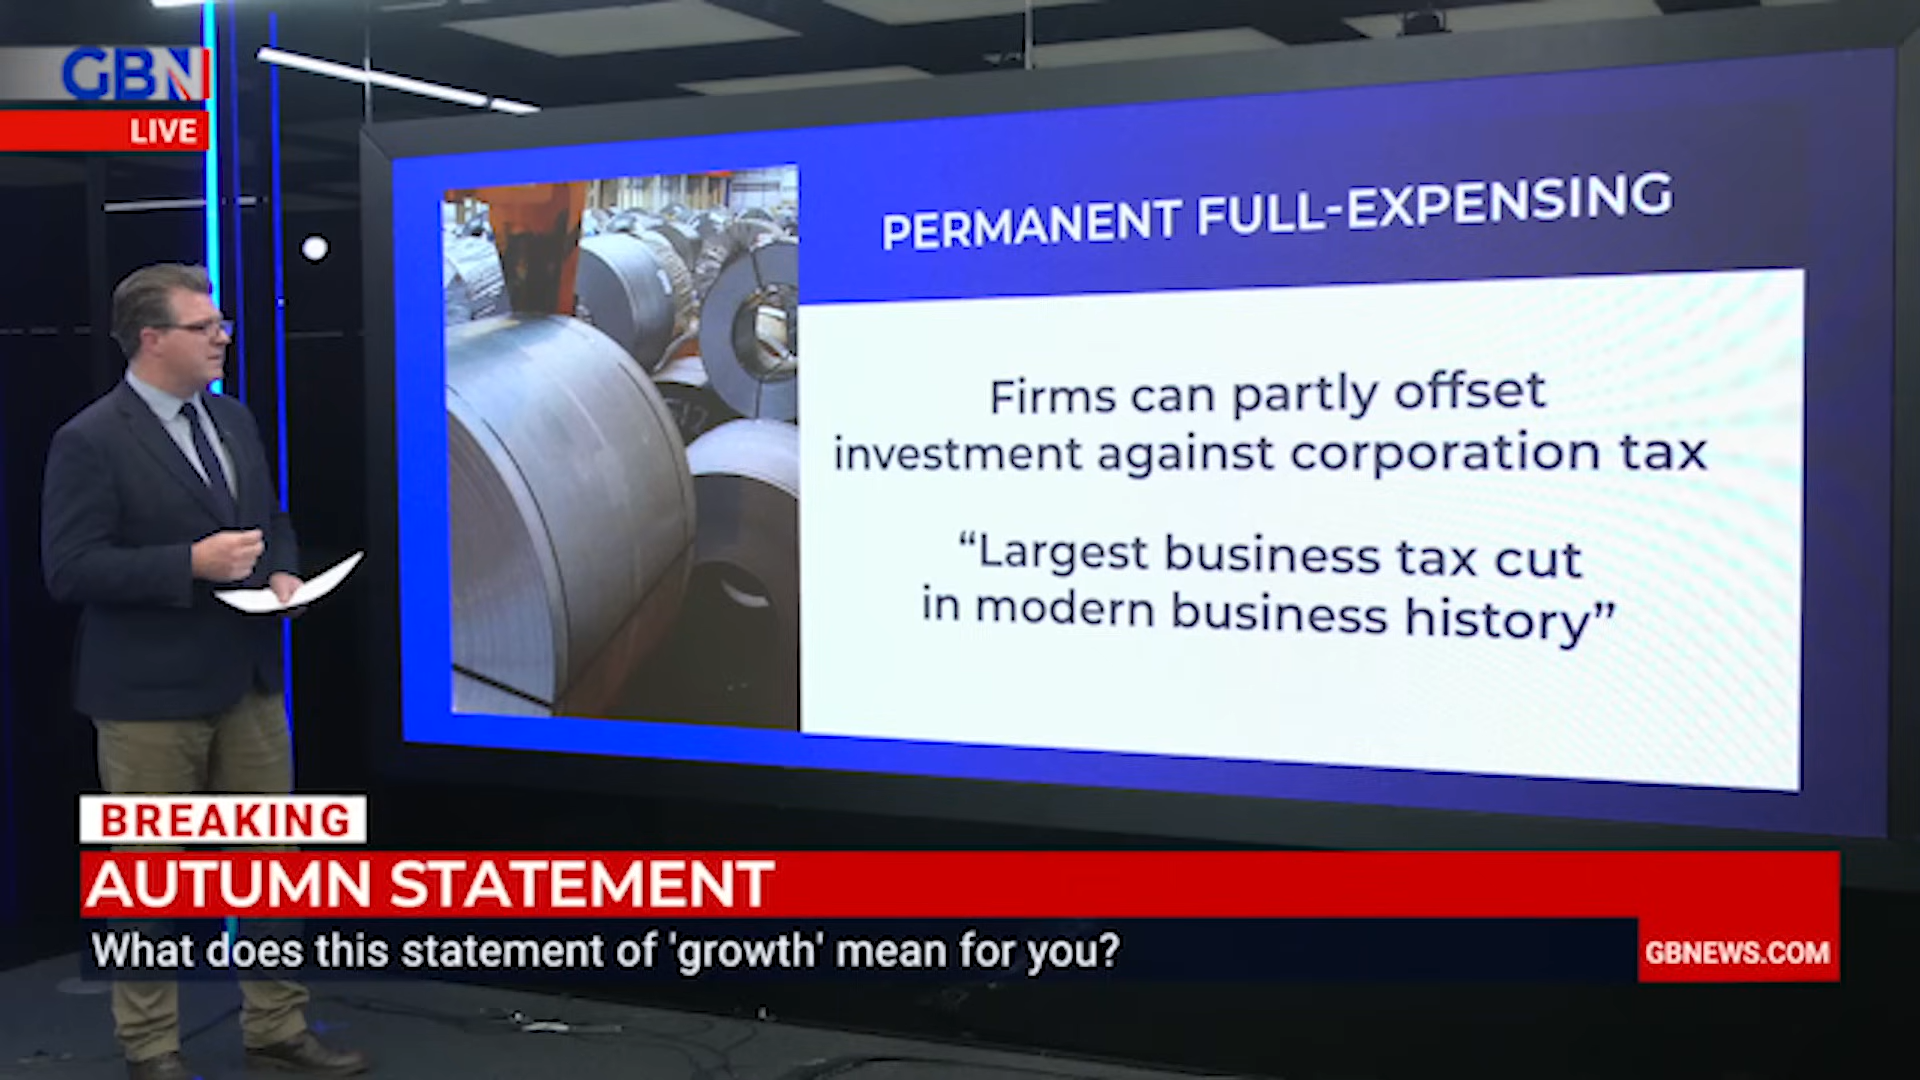 GBN
LIVE
PERMANENT FULL-EXPENSING
Firms can partly offset
investment against corporation tax
“Largest business tax cut
in modern business history”
BREAKING
AUTUMN STATEMENT
What does this statement of 'growth' mean for you?
GBNEWS.COM